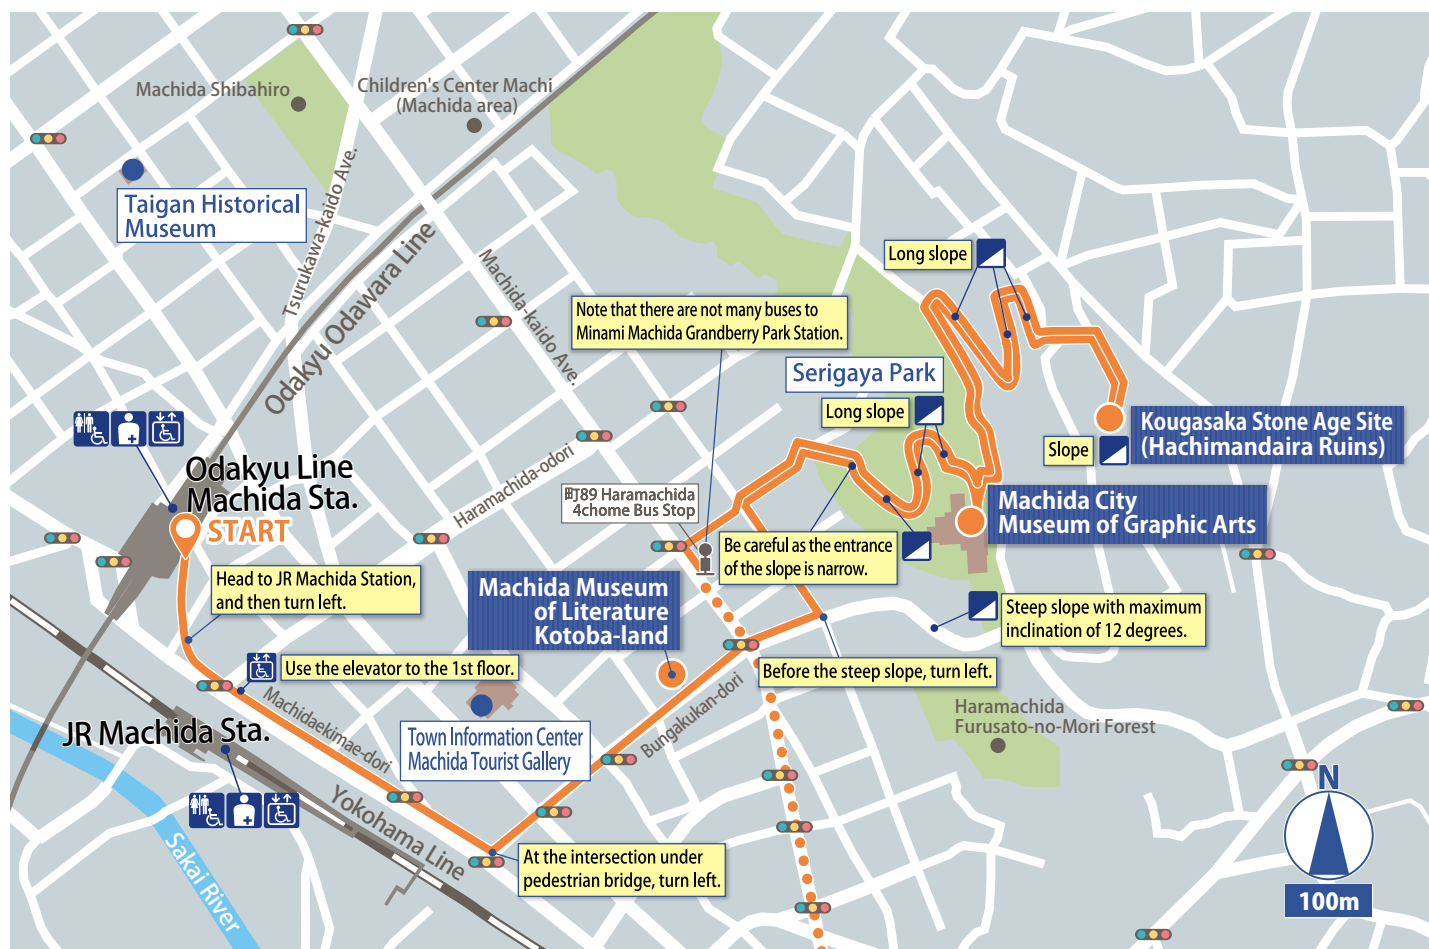 Machida Shibahiro
Children's Center Machi
(Machida area)
Taigan Historical
Museum
Tsurukawa-kaido Ave.
Odakyu Odawara Line
Machida-kaido Ave.
Long slope
Note that there are not many buses to
Minami Machida Grandberry Park Station.
Serigaya Park
Long slope
Kougasaka Stone Age Site
(Hachimandaira Ruins)
Slope
Odakyu Line
Machida Sta.
START
Haramachida-odori
町89 Haramachida
4chome Bus Stop
Machida City
Museum of Graphic Arts
Be careful as the entrance
of the slope is narrow.
Head to JR Machida Station,
and then turn left.
Machida Museum
of Literature
Kotoba-land
Steep slope with maximum
inclination of 12 degrees.
Use the elevator to the 1st floor.
Before the steep slope, turn left.
Machidaekimae-dori
Bungakukan-dori
Haramachida
Furusato-no-Mori Forest
JR Machida Sta.
Town Information Center
Machida Tourist Gallery
Yokohama Line
Sakai River
At the intersection under
pedestrian bridge, turn left.
N
100m